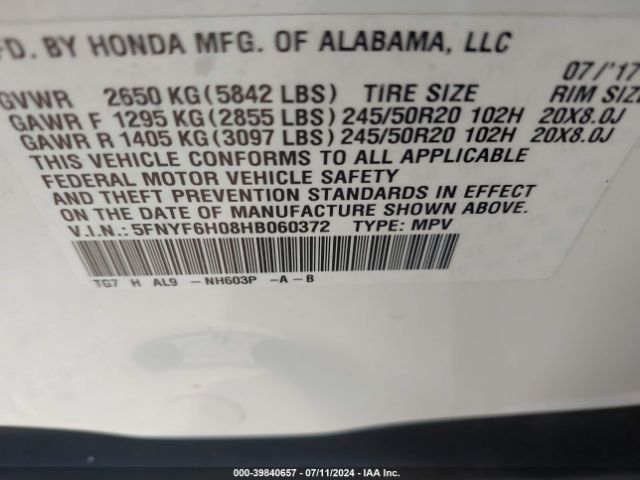 FD. BY HONDA MFG. OF ALABAMA, LLC
07/'17
GVWR 2650 KG(5842 LBS) TIRE SIZE RIM SIZE
GAWR F 1295 KG(2855 LBS) 245/50R20 102H 20X8.0J
GAWR R 1405 KG(3097 LBS) 245/50R20 102H 20X8.0J
THIS VEHICLE CONFORMS TO ALL APPLICABLE
FEDERAL MOTOR VEHICLE SAFETY
AND THEFT PREVENTION STANDARDS IN EFFECT
ON THE DATE OF MANUFACTURE SHOWN ABOVE.
V.I.N.: 5FNYF6H08HB060372 TYPE: MPV
TG7 H AL9 -NH603P -A-B
000-39840657 - 07/11/2024 - IAA Inc.